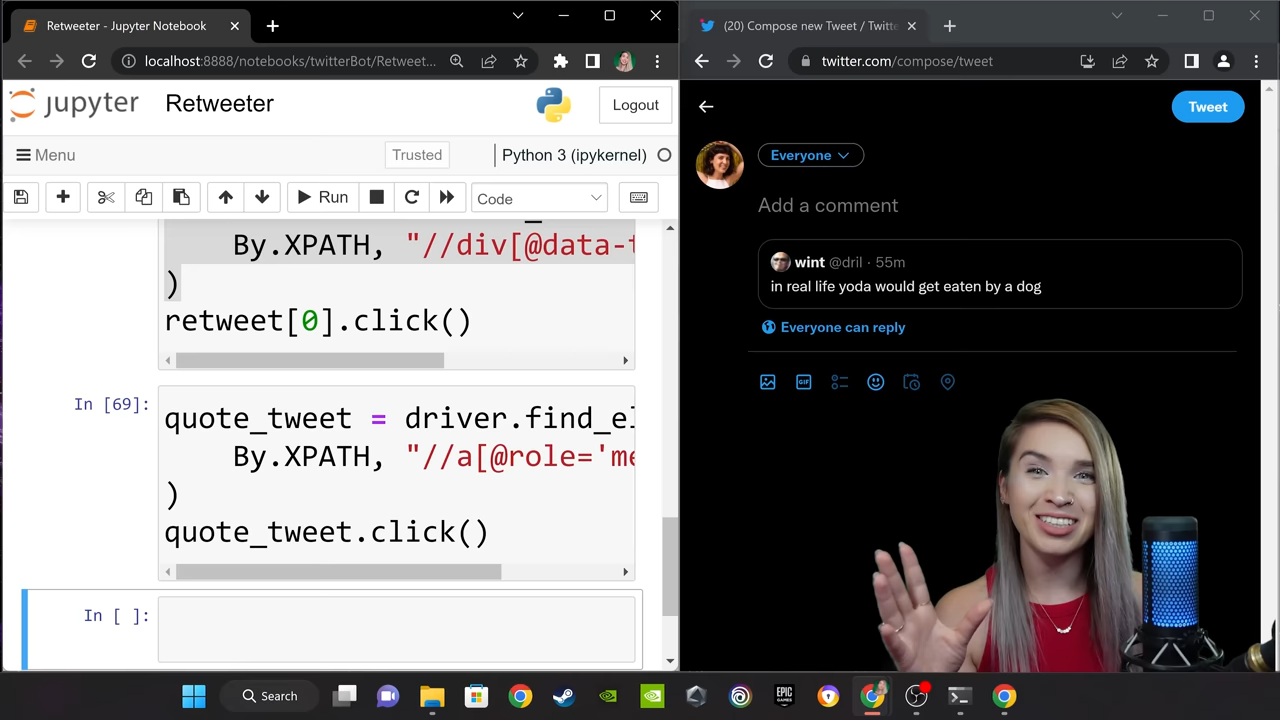 Retweeter - Jupyter Notebook
localhost:8888/notebooks/twitterBot/Retweet...
jupyter Retweeter
Logout
Menu
Trusted
Python 3 (ipykernel)
Run
Code
By.XPATH, "//div[@data-t
)
retweet[0].click()
In [69]:
quote_tweet = driver.find_el
By.XPATH, "//a[@role='me
)
quote_tweet.click()
In [ ]:
(20) Compose new Tweet / Twitte
twitter.com/compose/tweet
Tweet
Everyone
Add a comment
wint @dril · 55m
in real life yoda would get eaten by a dog
Everyone can reply
GIF
Search
EPIC
GAMES